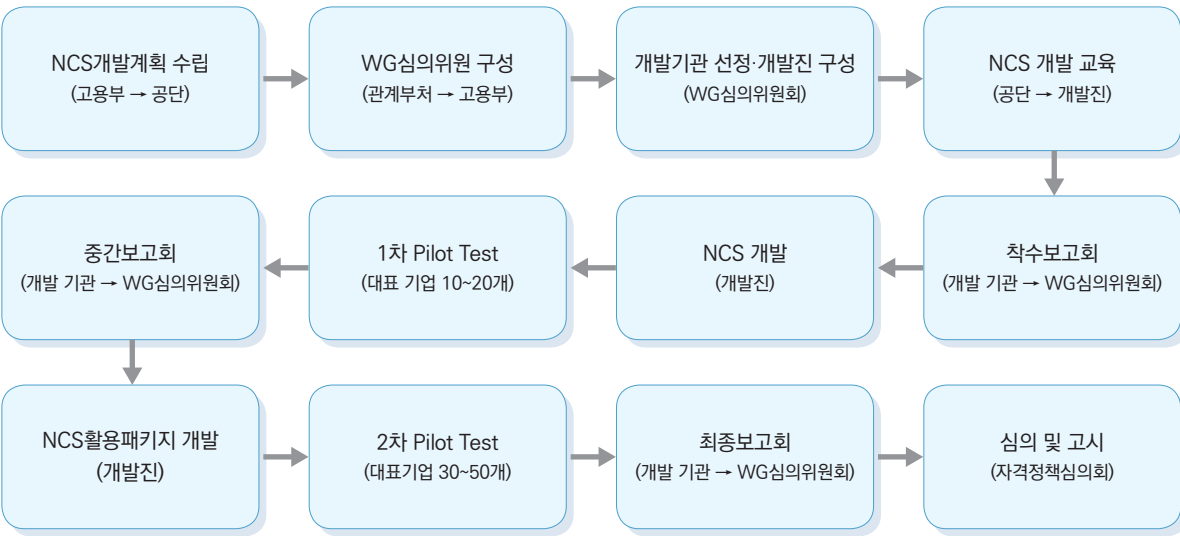 NCS개발계획 수립
(고용부 → 공단)
WG심의위원 구성
(관계부처 → 고용부)
개발기관 선정·개발진 구성
(WG심의위원회)
NCS 개발 교육
(공단 → 개발진)
착수보고회
(개발 기관 → WG심의위원회)
NCS 개발
(개발진)
1차 Pilot Test
(대표 기업 10~20개)
중간보고회
(개발 기관 → WG심의위원회)
NCS활용패키지 개발
(개발진)
2차 Pilot Test
(대표기업 30~50개)
최종보고회
(개발 기관 → WG심의위원회)
심의 및 고시
(자격정책심의회)